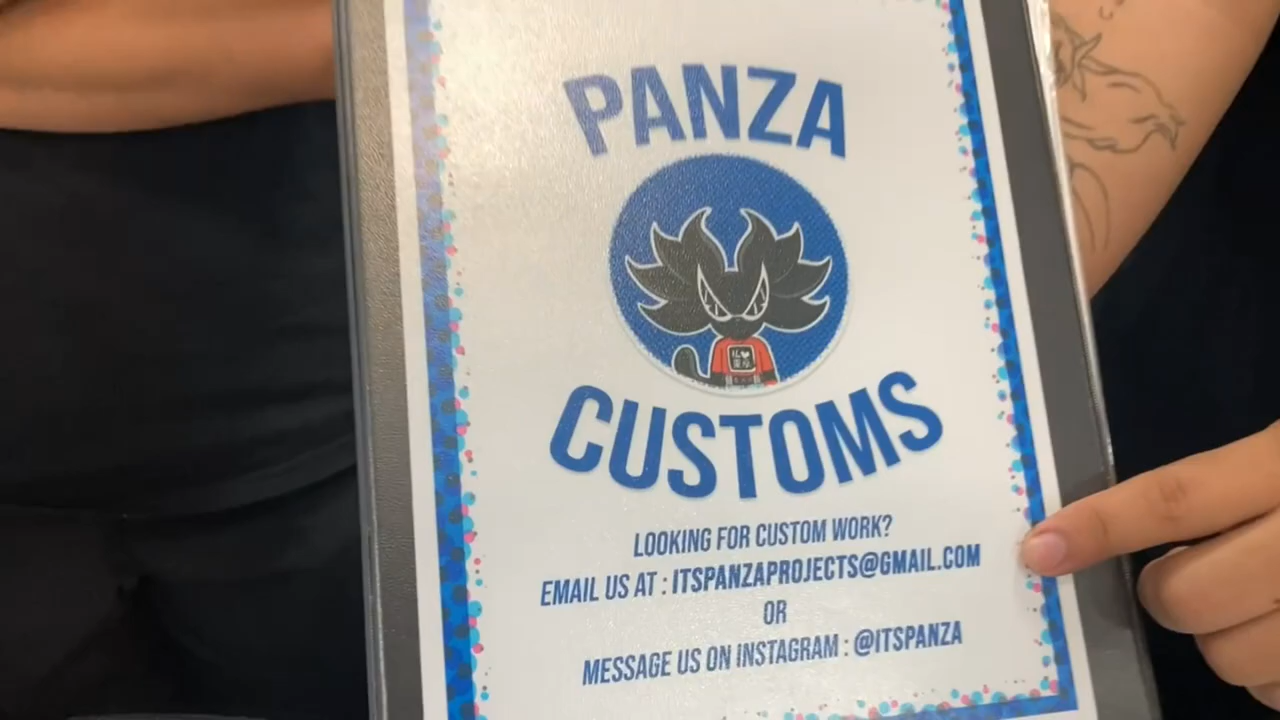 PANZA
CUSTOMS
LOOKING FOR CUSTOM WORK?
EMAIL US AT : ITSPANZAPROJECTS@GMAIL.COM
OR
MESSAGE US ON INSTAGRAM : @ITSPANZA